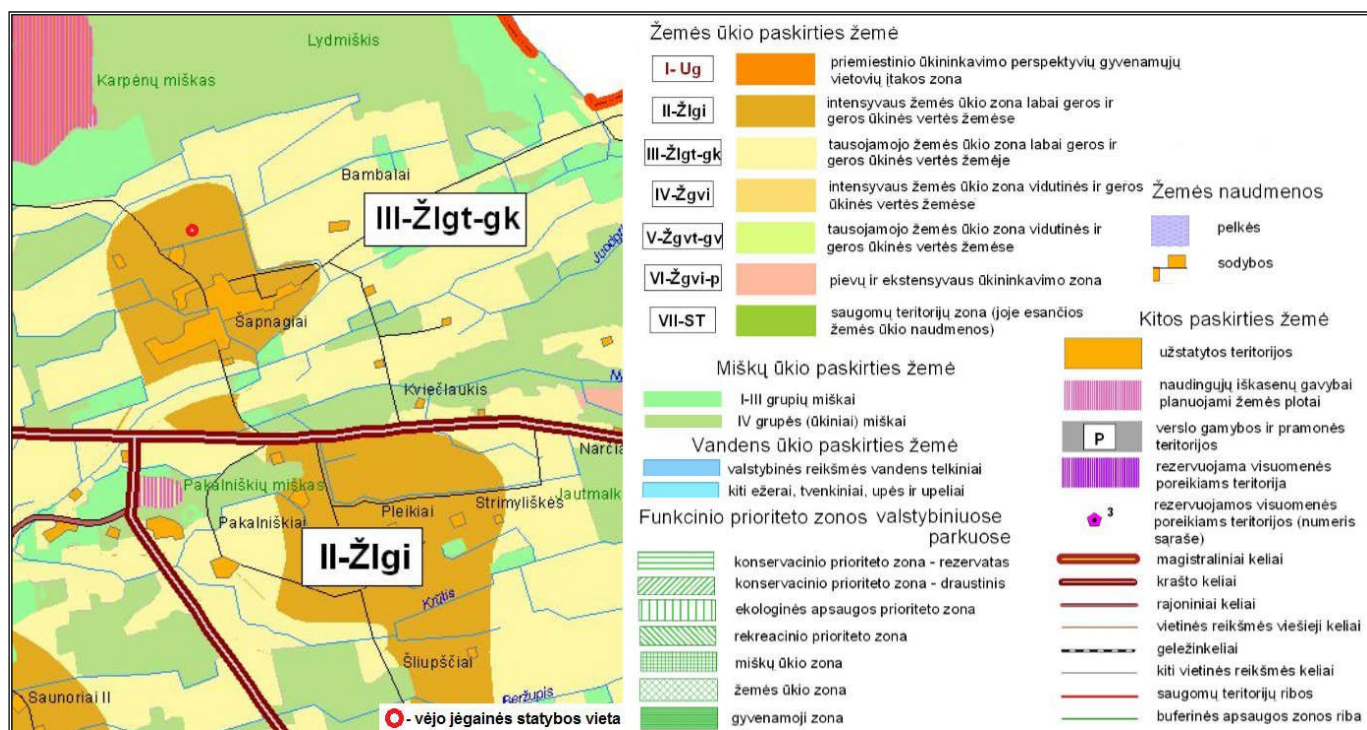 Lydmiškis
Karpėnų miškas
Bambalai
III-Žlgt-gk
Šapnagiai
Kviečlaukis
Pakalniškių miškas
Pleikiai
Strimyliškės
Jautmalk
Pakalniškiai
II-Žlgi
Krūtis
Šliupščiai
Saunoriai II
Beržupis
- vėjo jėgainės statybos vieta
Žemės ūkio paskirties žemė
I- Ug
priemiestinio ūkininkavimo perspektyvių gyvenamųjų
vietovių įtakos zona
II-Žlgi
intensyvaus žemės ūkio zona labai geros ir
geros ūkinės vertės žemėse
III-Žlgt-gk
tausojamojo žemės ūkio zona labai geros ir
geros ūkinės vertės žemėje
IV-Žgvi
intensyvaus žemės ūkio zona vidutinės ir geros
ūkinės vertės žemėse
V-Žgvt-gv
tausojamojo žemės ūkio zona vidutinės ir
geros ūkinės vertės žemėse
VI-Žgvi-p
pievų ir ekstensyvaus ūkininkavimo zona
VII-ST
saugomų teritorijų zona (joje esančios
žemės ūkio naudmenos)
Miškų ūkio paskirties žemė
I-III grupių miškai
IV grupės (ūkiniai) miškai
Vandens ūkio paskirties žemė
valstybinės reikšmės vandens telkiniai
kiti ežerai, tvenkiniai, upės ir upeliai
Funkcinio prioriteto zonos valstybiniuose
parkuose
konservacinio prioriteto zona - rezervatas
konservacinio prioriteto zona - draustinis
ekologinės apsaugos prioriteto zona
rekreacinio prioriteto zona
miškų ūkio zona
žemės ūkio zona
gyvenamoji zona
Žemės naudmenos
pelkės
sodybos
Kitos paskirties žemė
užstatytos teritorijos
naudingųjų iškasenų gavybai
planuojami žemės plotai
P
verslo gamybos ir pramonės
teritorijos
rezervuojama visuomenės
poreikiams teritorija
3
rezervuojamos visuomenės
poreikiams teritorijos (numeris
sąraše)
magistraliniai keliai
krašto keliai
rajoniniai keliai
vietinės reikšmės viešieji keliai
geležinkeliai
kiti vietinės reikšmės keliai
saugomų teritorijų ribos
buferinės apsaugos zonos riba